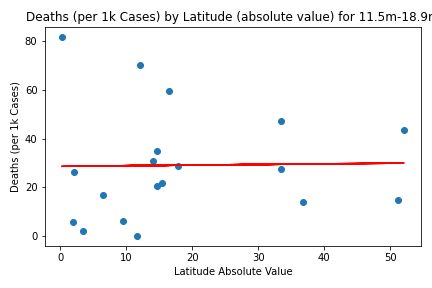 Deaths (per 1k Cases) by Latitude (absolute value) for 11.5m-18.9m
80
60
40
20
0
Deaths (per 1k Cases)
0 10 20 30 40 50
Latitude Absolute Value